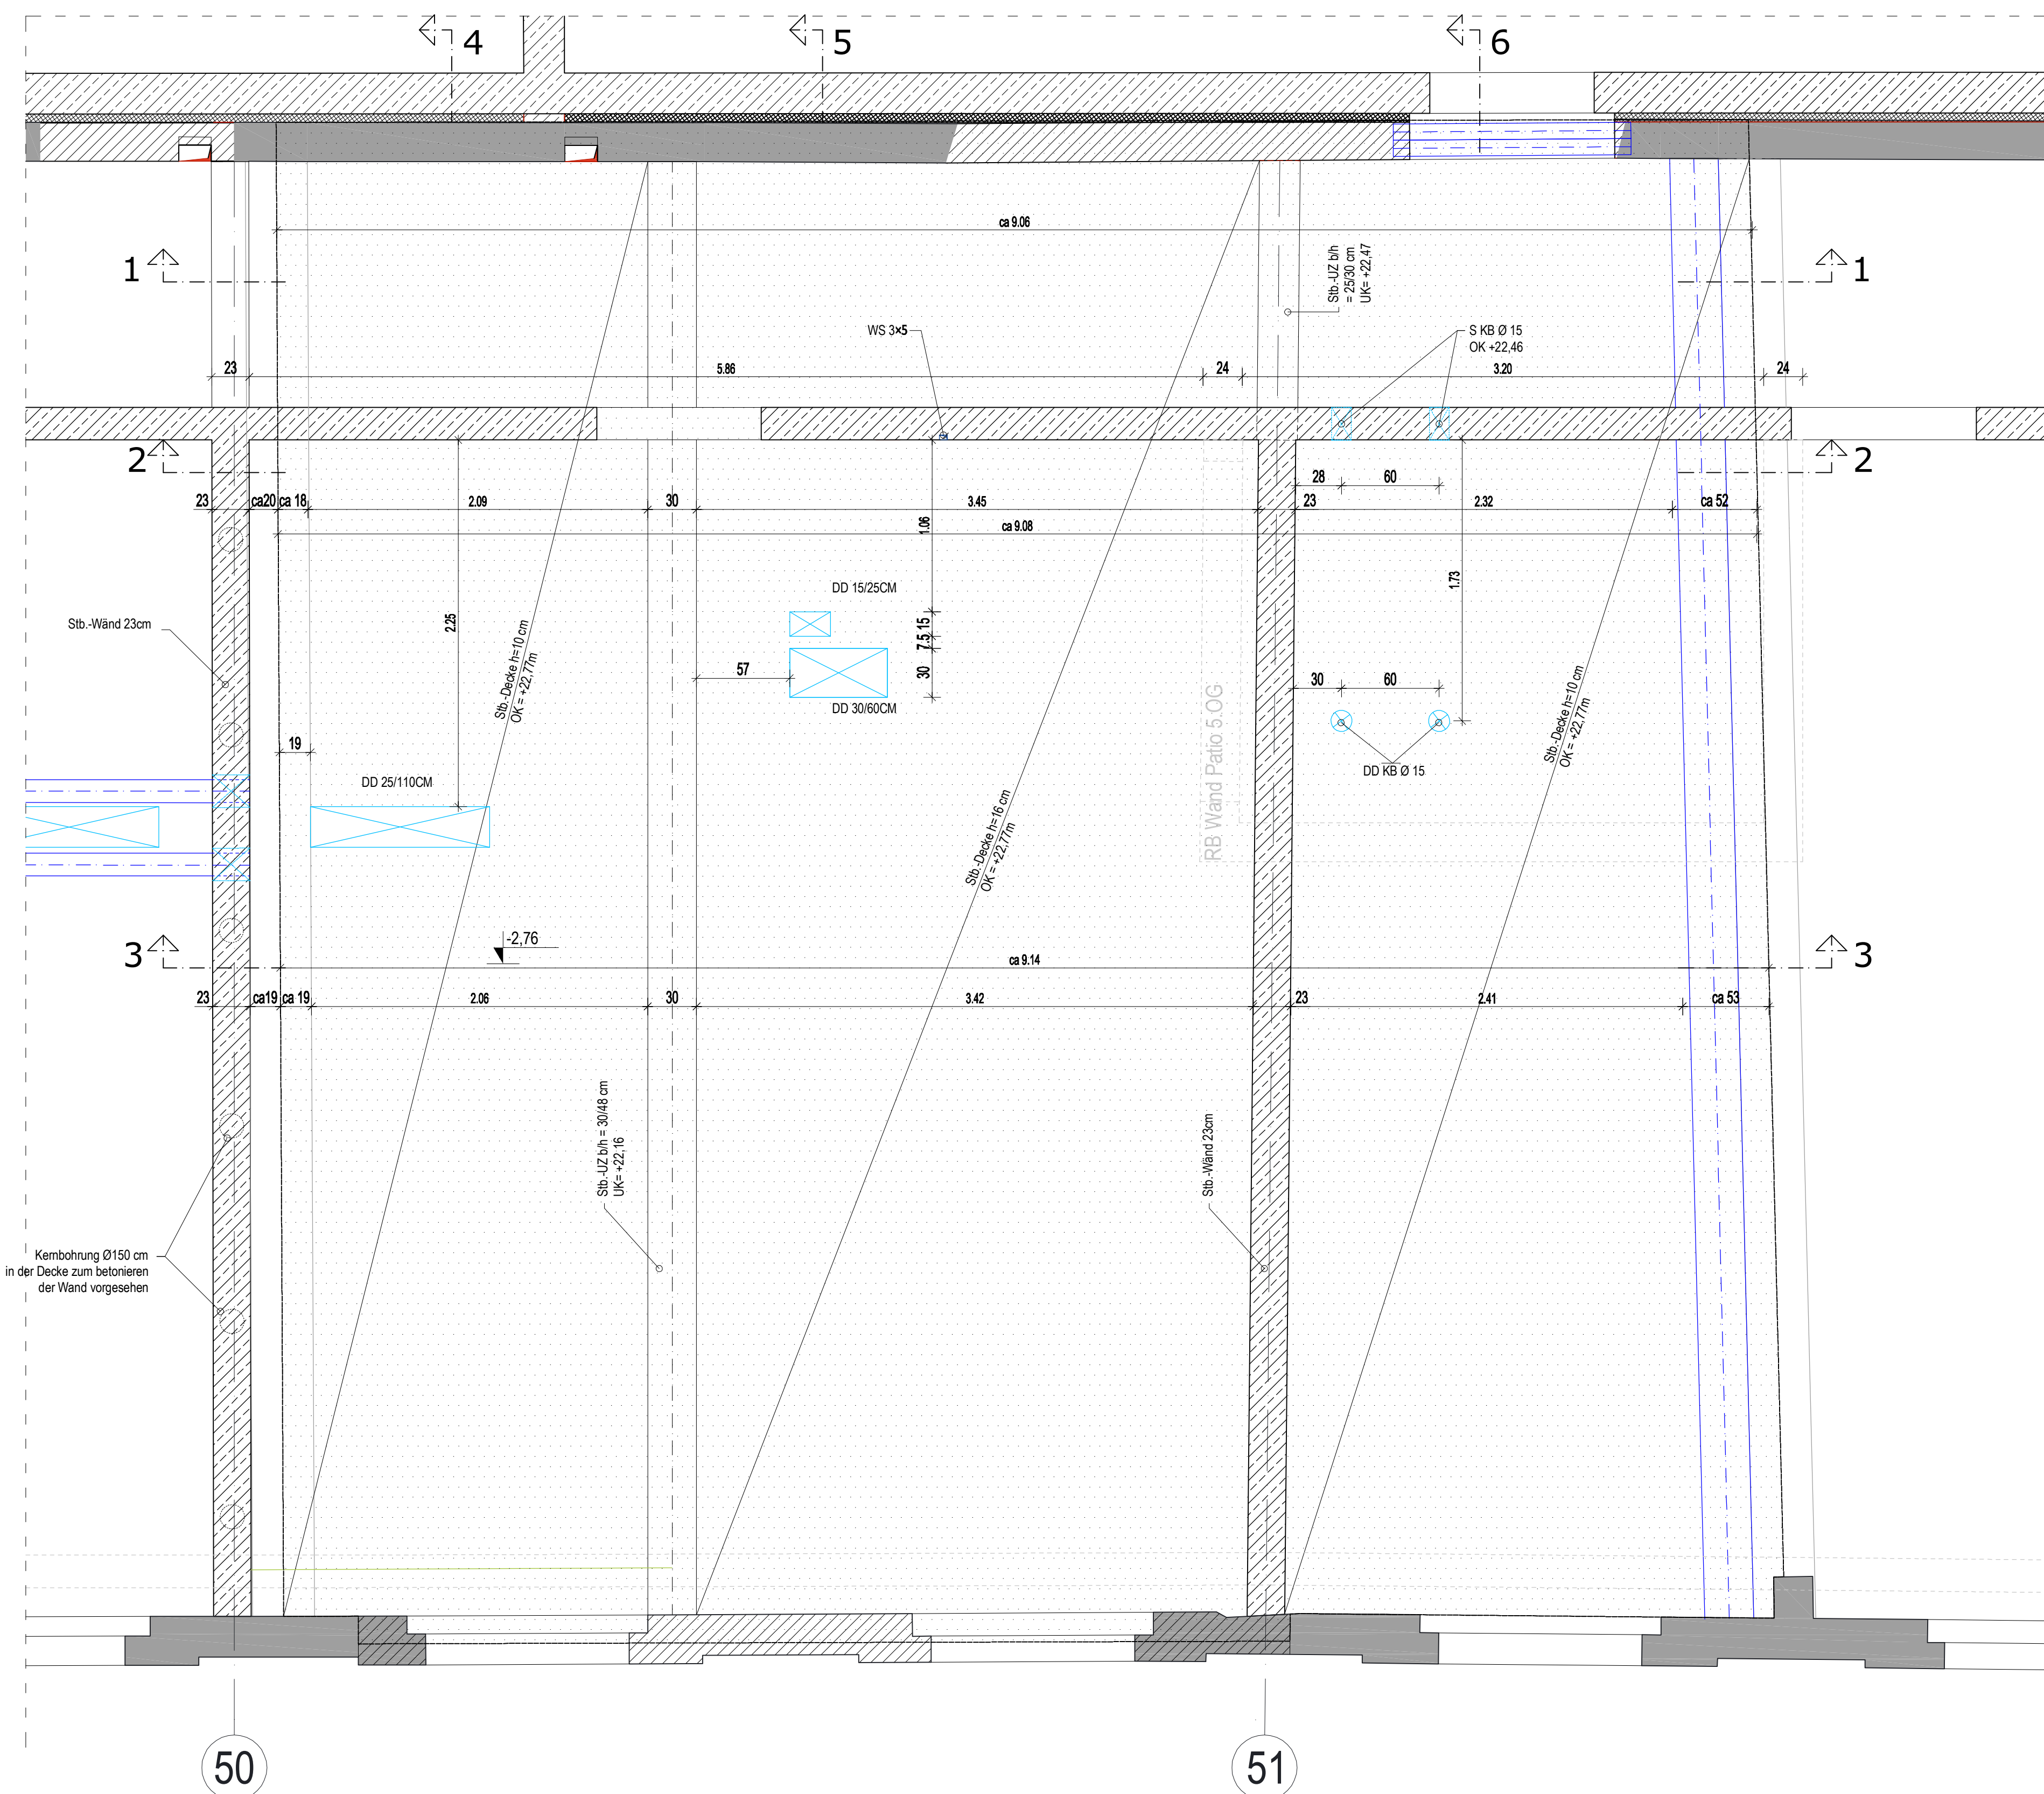 4
5
6
ca 9.06
1
1
Stb.-UZ b/h
= 25/30 cm
UK= +22,47
WS 3×5
S KB Ø 15
OK +22,46
23
5.86
24
3.20
24
2
2
28
60
23
ca20
ca 18
2.09
30
3.45
23
2.32
ca 52
1.06
ca 9.08
1.73
DD 15/25CM
2.25
Stb.-Wänd 23cm
15
7.5
30
57
DD 30/60CM
30
60
Stb.-Decke h=10 cm
OK = +22,77m
Stb.-Decke h=10 cm
OK = +22,77m
RB Wand Patio 5.OG
19
DD 25/110CM
DD KB Ø 15
Stb.-Decke h=16 cm
OK = +22,77m
-2,76
3
3
ca 9.14
23
ca19
ca 19
2.06
30
3.42
23
2.41
ca 53
Stb.-UZ b/h = 30/48 cm
UK= +22,16
Stb.-Wänd 23cm
Kernbohrung Ø150 cm
in der Decke zum betonieren
der Wand vorgesehen
50
51